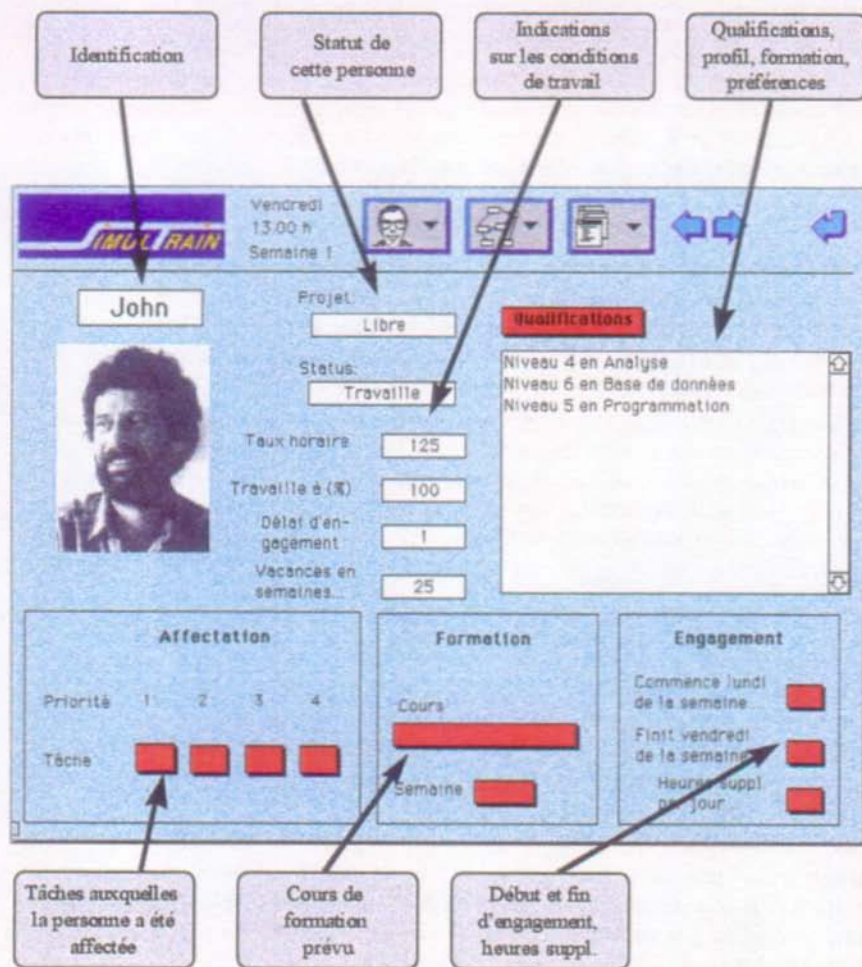 Identification
Statut de
cette personne
Indications
sur les conditions
de travail
Qualifications,
profil, formation,
préférences
SIMULTRAIN
Vendredi
13.00 h
Semaine 1
John
Projet:
Libre
Status:
Travaille
Taux horaire
125
Travaille à (%)
100
Délai d'en-
gagement
1
Vacances en
semaines...
25
Qualifications
Niveau 4 en Analyse
Niveau 6 en Base de données
Niveau 5 en Programmation
Affectation
Priorité 1 2 3 4
Tâche
Formation
Cours
Semaine
Engagement
Commence lundi
de la semaine...
Finit vendredi
de la semaine...
Heures suppl.
par jour...
Tâches auxquelles
la personne a été
affectée
Cours de
formation
prévu
Début et fin
d'engagement,
heures suppl.